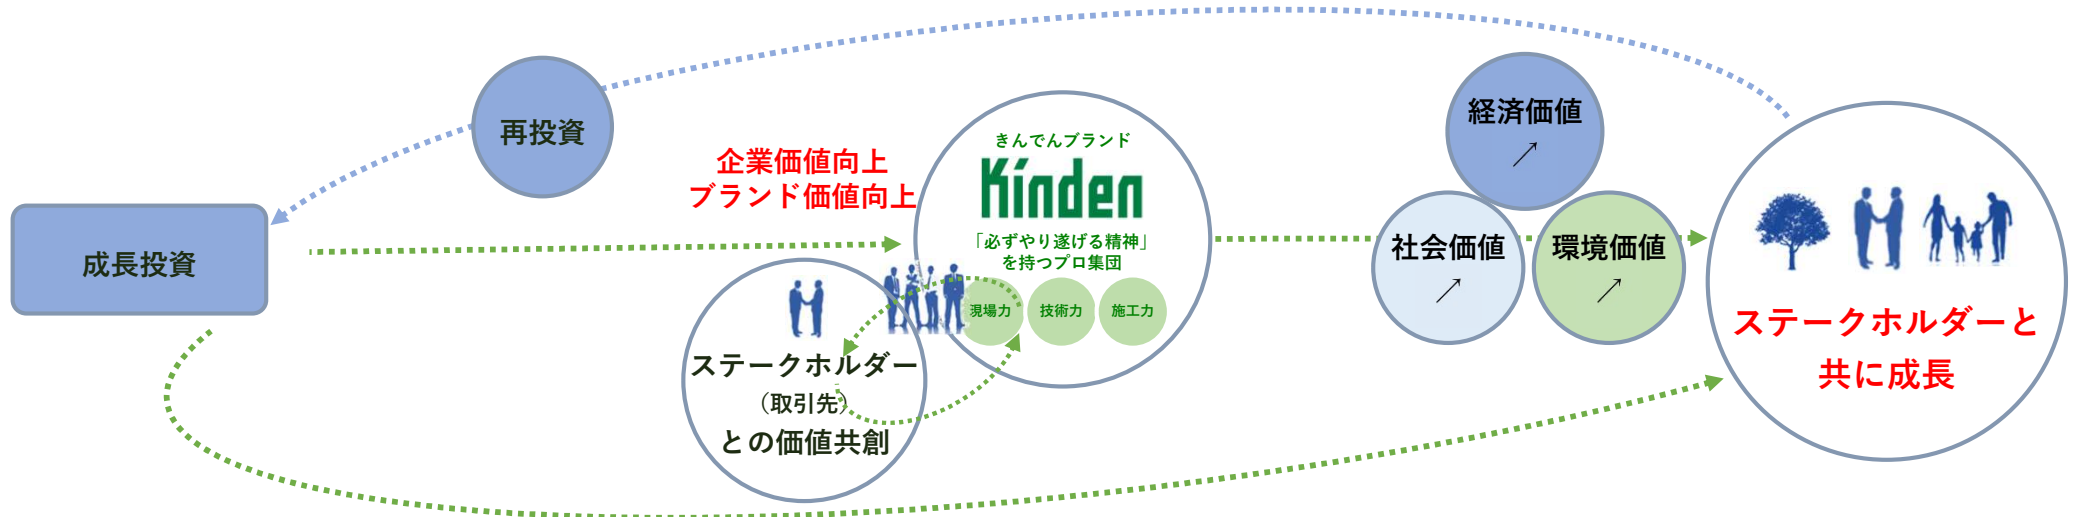 再投資
成長投資
企業価値向上
ブランド価値向上
きんでんブランド
Kinden
「必ずやり遂げる精神」
を持つプロ集団
現場力
技術力
施工力
ステークホルダー
(取引先)
との価値共創
経済価値
↗
社会価値
↗
環境価値
↗
ステークホルダーと
共に成長